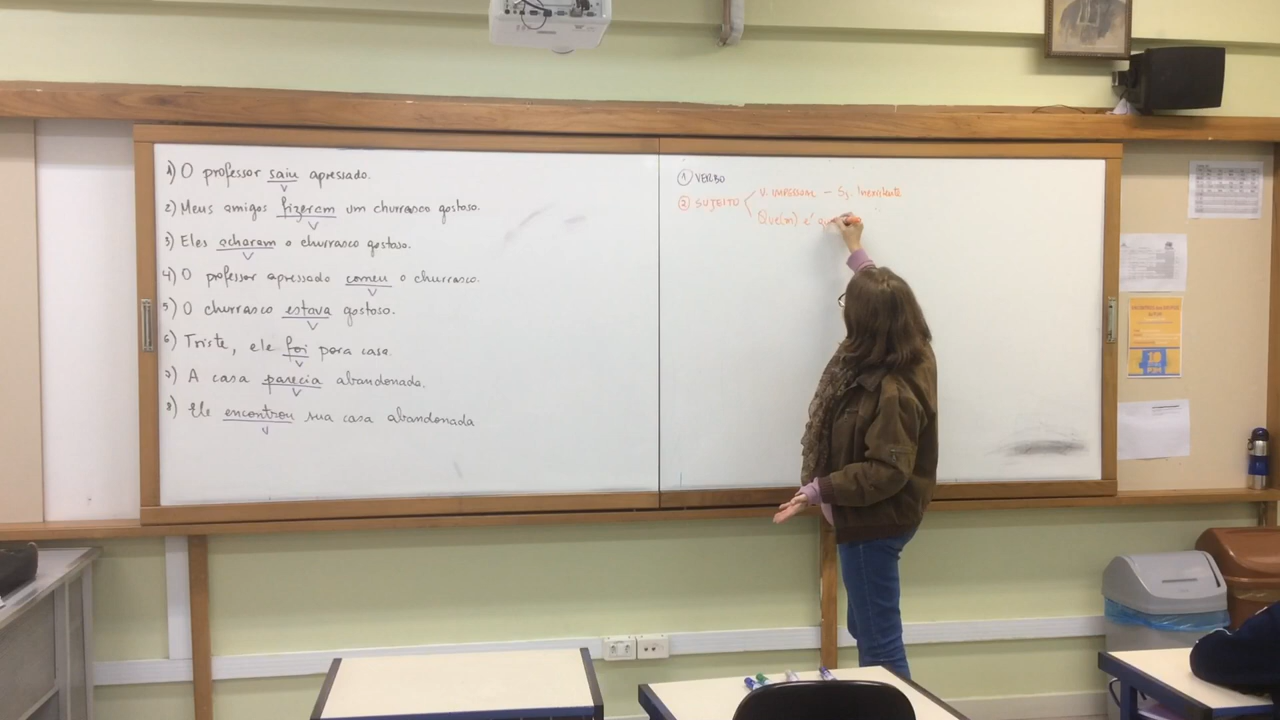 1) O professor saiu apressado.
V
2) Meus amigos fizeram um churrasco gostoso.
V
3) Eles acharam o churrasco gostoso.
V
4) O professor apressado comeu o churrasco.
V
5) O churrasco estava gostoso.
V
6) Triste, ele foi para casa.
V
7) A casa parecia abandonada.
V
8) Ele encontrou sua casa abandonada
V
1 VERBO
V. IMPESSOAL - Sj. Inexistente
2 SUJEITO
Que(m) é que